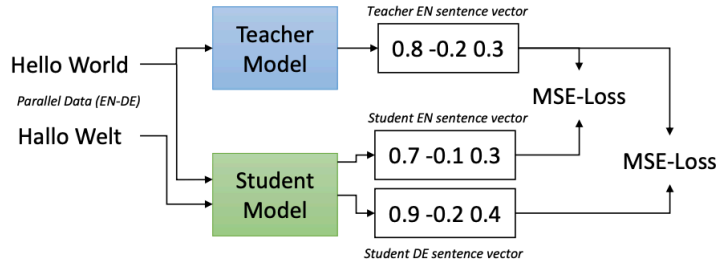 Teacher EN sentence vector
Teacher
Model
0.8 -0.2 0.3
Hello World
Parallel Data (EN-DE)
Hallo Welt
MSE-Loss
Student EN sentence vector
0.7 -0.1 0.3
MSE-Loss
Student
Model
0.9 -0.2 0.4
Student DE sentence vector